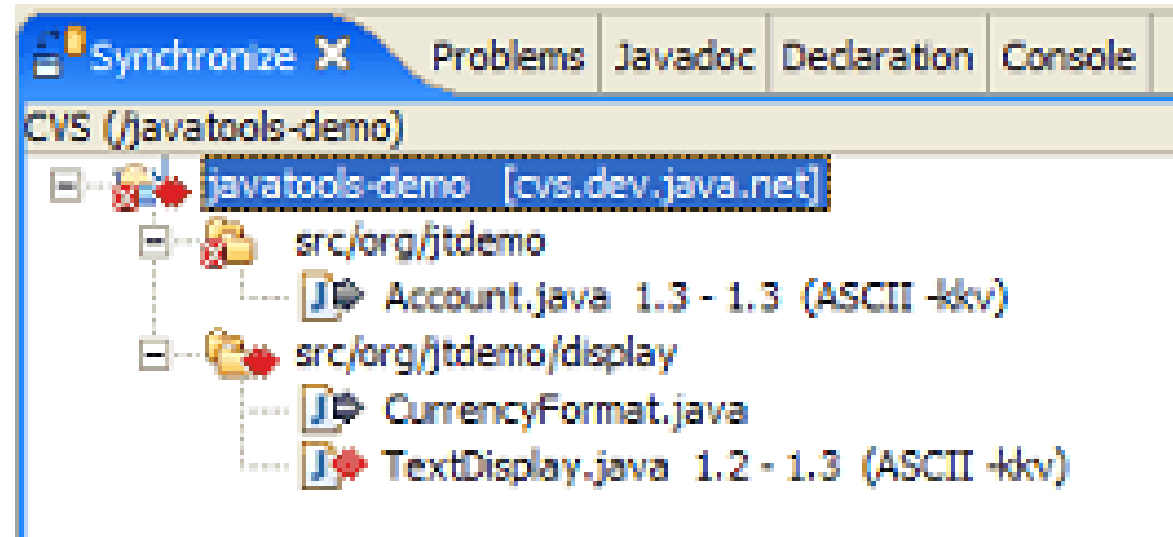 Synchronize Problems Javadoc Declaration Console
CVS (/javatools-demo)
javatools-demo [cvs.dev.java.net]
src/org/jtdemo
Account.java 1.3 - 1.3 (ASCII -kkv)
src/org/jtdemo/display
CurrencyFormat.java
TextDisplay.java 1.2 - 1.3 (ASCII -kkv)